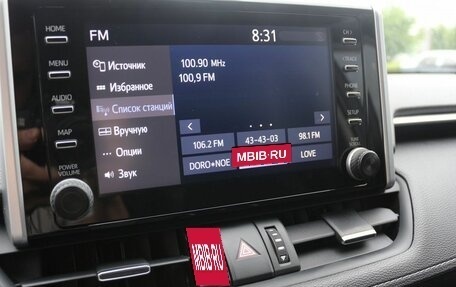 HOME
MENU
AUDIO
MAP
POWER
VOLUME
FM
8:31
Источник
Избранное
Список станций
Вручную
Опции
Звук
100.90 MHz
100,9 FM
106.2 FM
43-43-03
98.1 FM
DORO*NOE
MBIB.RU
LOVE
TRACK
PHONE
SETUP
MBIB.RU